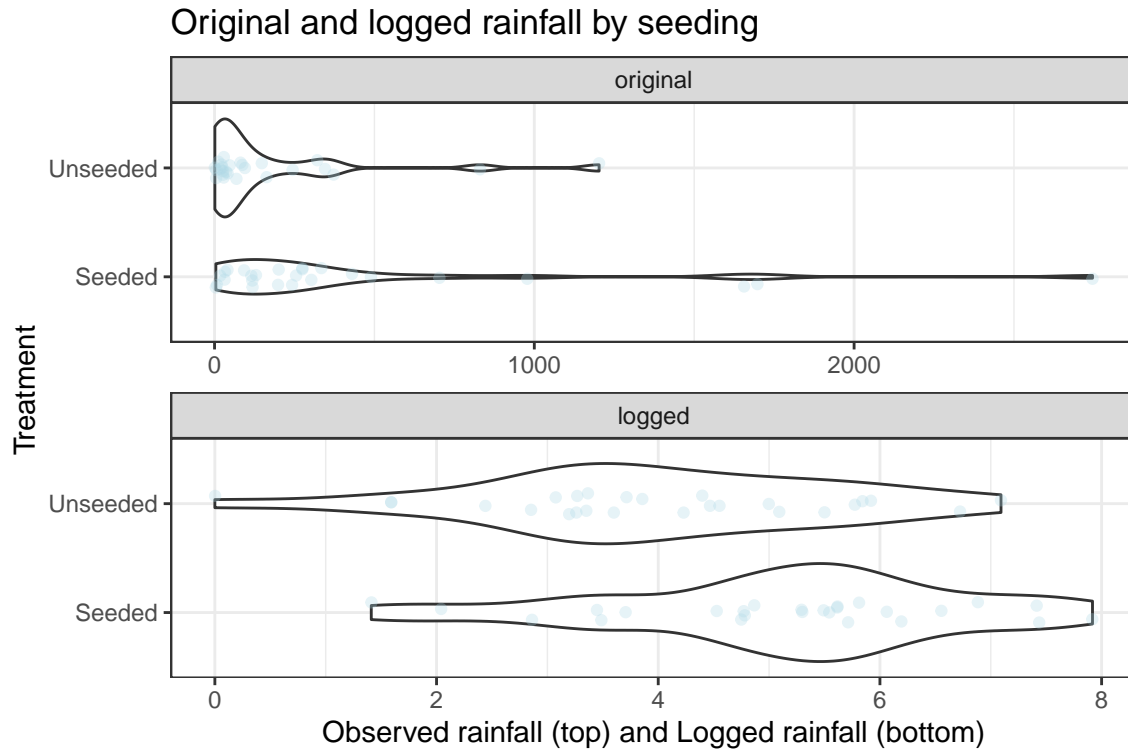 Original and logged rainfall by seeding
original
Unseeded
Seeded
0 1000 2000
Treatment
logged
Unseeded
Seeded
0 2 4 6 8
Observed rainfall (top) and Logged rainfall (bottom)